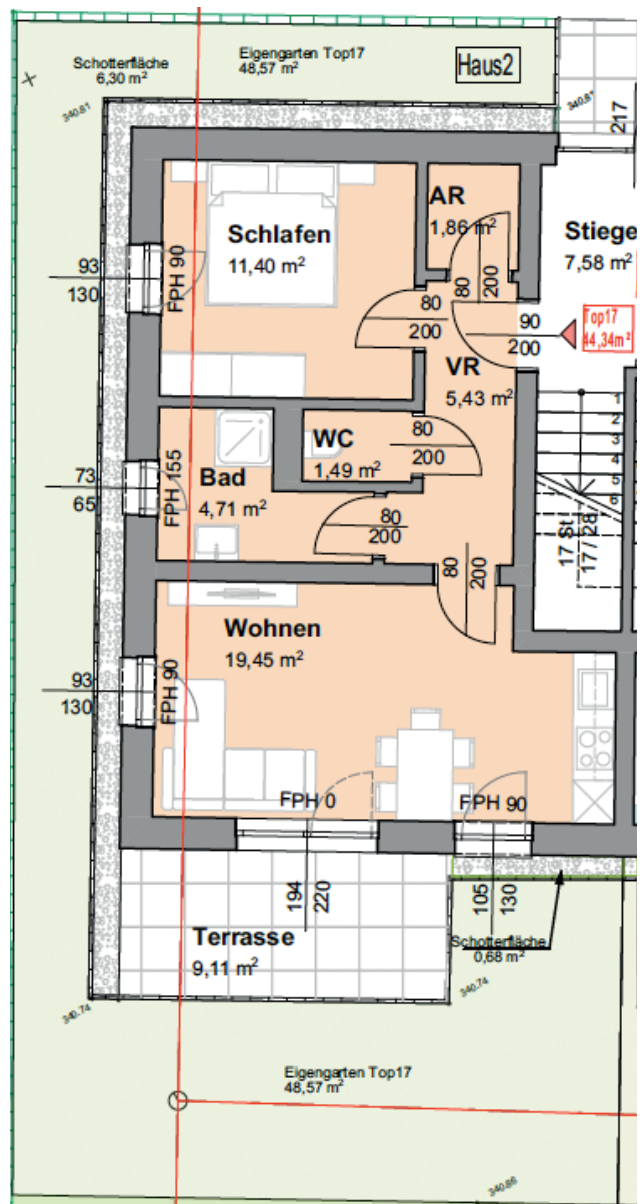 Schotterfläche
6,30 m²
Eigengarten Top17
48,57 m²
Haus2
340.81
340.81
217
AR
1,86 m²
Schlafen
11,40 m²
Stiege
7,58 m²
93
130
FPH 90
80
200
80
200
90
200
Top17
44,34m²
VR
5,43 m²
1
2
3
4
5
6
WC
1,49 m²
80
200
73
65
FPH 155
Bad
4,71 m²
80
200
17 St
17 / 28
80
200
Wohnen
19,45 m²
93
130
FPH 90
FPH 0
FPH 90
194
220
105
130
Terrasse
9,11 m²
Schotterfläche
0,68 m²
340.74
340.74
Eigengarten Top17
48,57 m²
340.86